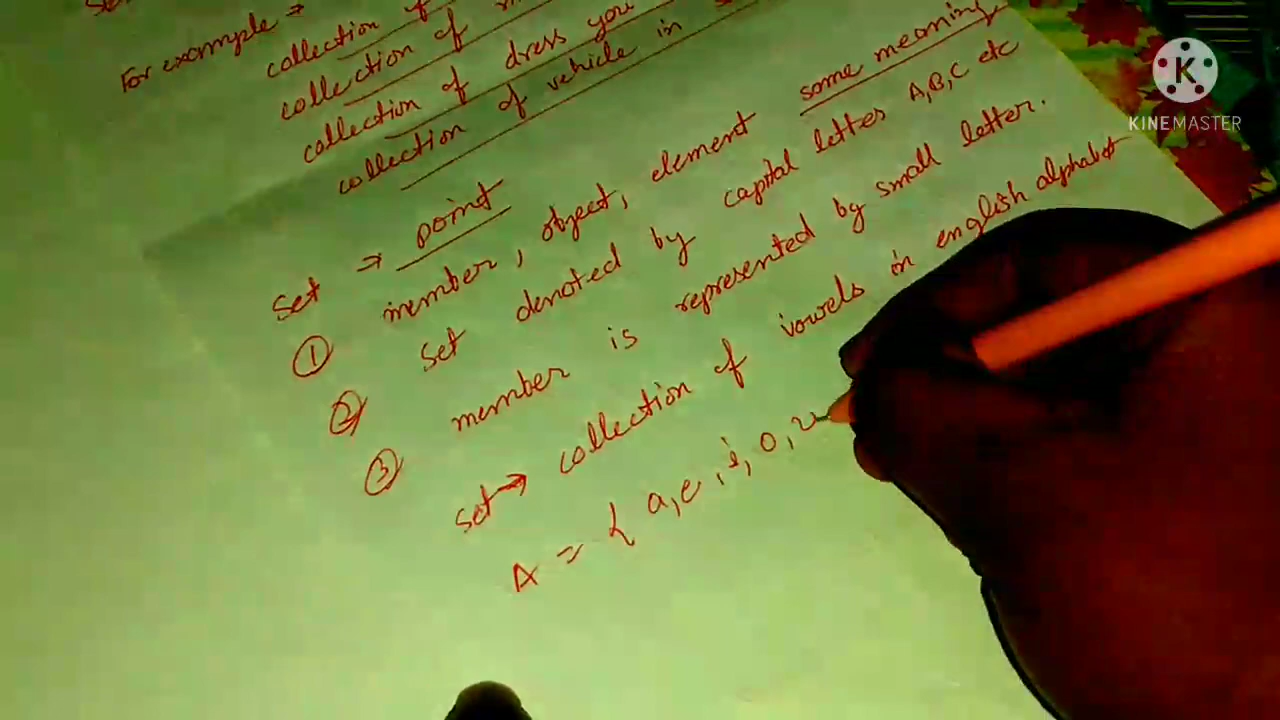 For example ⇒
collection of
collection of
collection of dress you
collection of vehicle in
Set → point
① member, object, element same meaning
② Set denoted by capital letters A,B,C etc
③ member is represented by small letter.
Set → collection of vowels in english alphabet
A = { a,e,i,o,u
K
KINEMASTER